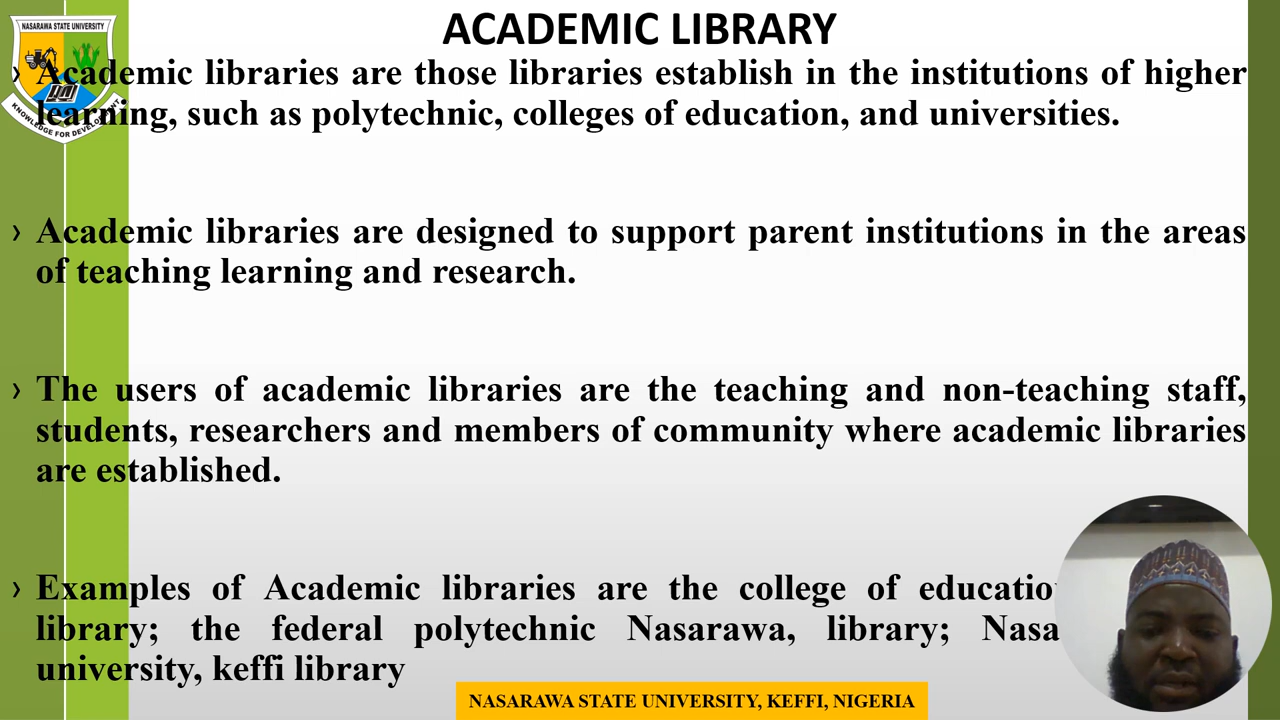 NASARAWA STATE UNIVERSITY
KNOWLEDGE FOR DEVELOPMENT
ACADEMIC LIBRARY
› Academic libraries are those libraries establish in the institutions of higher
learning, such as polytechnic, colleges of education, and universities.
› Academic libraries are designed to support parent institutions in the areas
of teaching learning and research.
› The users of academic libraries are the teaching and non-teaching staff,
students, researchers and members of community where academic libraries
are established.
› Examples of Academic libraries are the college of
library; the federal polytechnic Nasarawa, library;
university, keffi library
NASARAWA STATE UNIVERSITY, KEFFI, NIGERIA